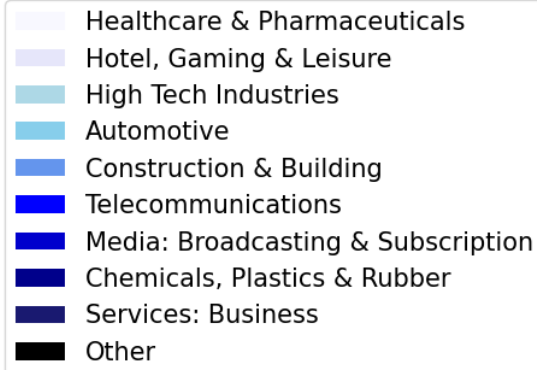 Healthcare & Pharmaceuticals
Hotel, Gaming & Leisure
High Tech Industries
Automotive
Construction & Building
Telecommunications
Media: Broadcasting & Subscription
Chemicals, Plastics & Rubber
Services: Business
Other